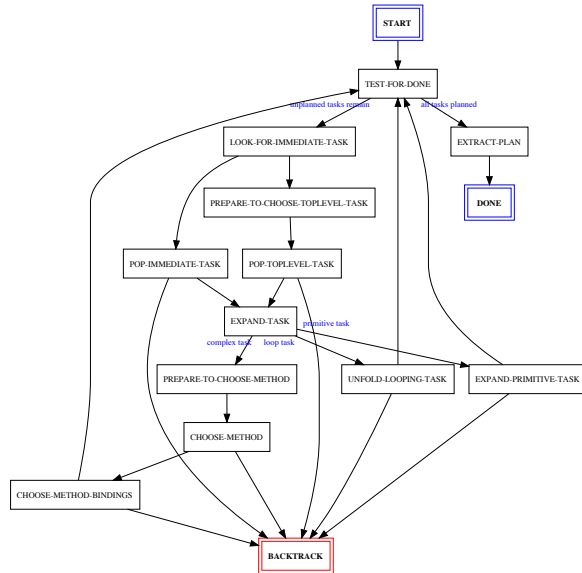 START
TEST-FOR-DONE
unplanned tasks remain
all tasks planned
LOOK-FOR-IMMEDIATE-TASK
EXTRACT-PLAN
PREPARE-TO-CHOOSE-TOPLEVEL-TASK
DONE
POP-IMMEDIATE-TASK
POP-TOPLEVEL-TASK
EXPAND-TASK
primitive task
complex task
loop task
PREPARE-TO-CHOOSE-METHOD
UNFOLD-LOOPING-TASK
EXPAND-PRIMITIVE-TASK
CHOOSE-METHOD
CHOOSE-METHOD-BINDINGS
BACKTRACK